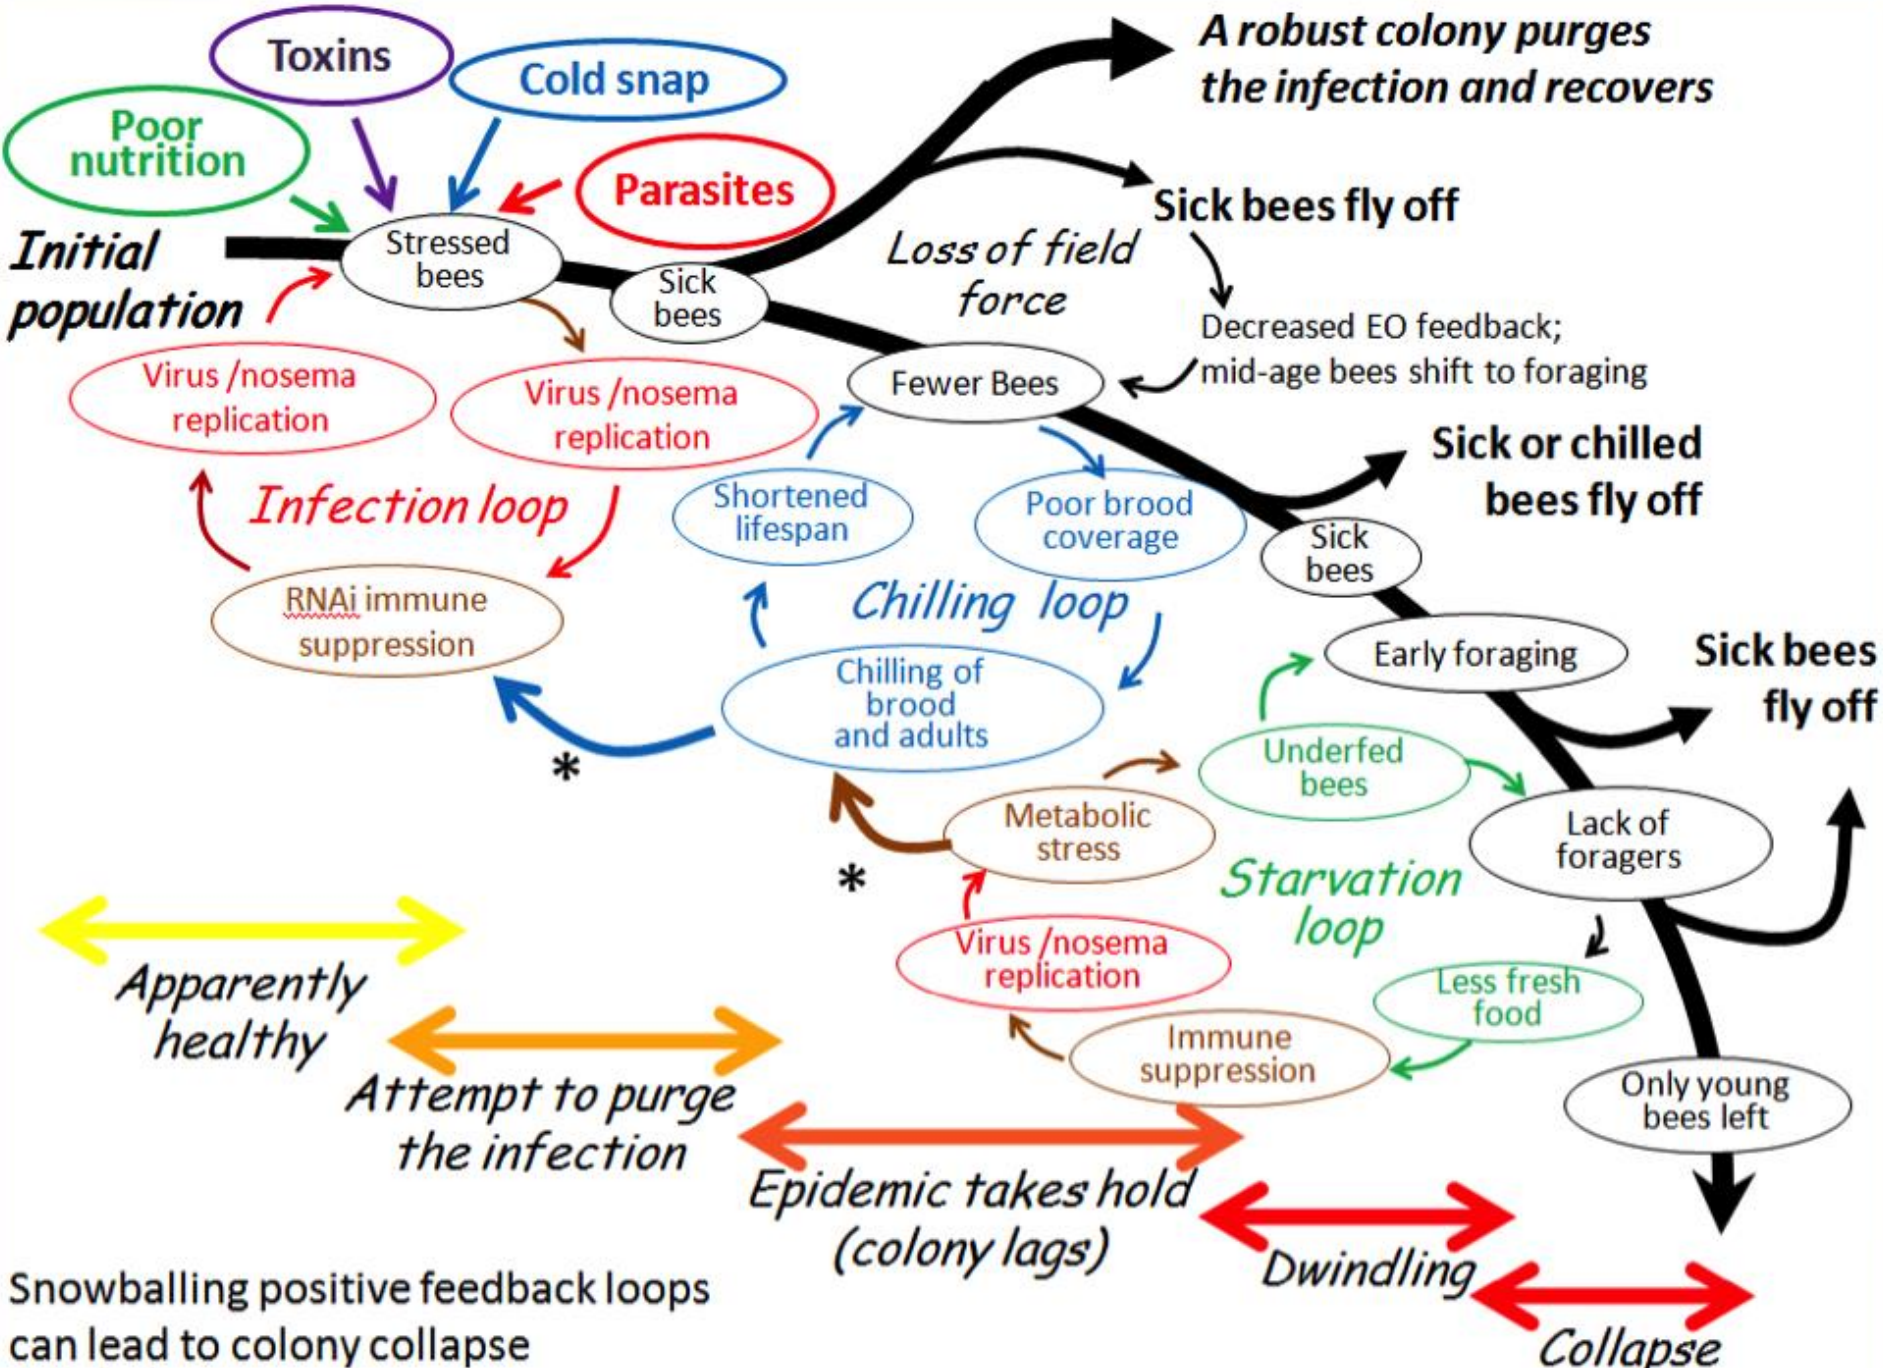 Toxins
Cold snap
Poor
nutrition
Parasites
A robust colony purges
the infection and recovers
Sick bees fly off
Initial
population
Stressed
bees
Sick
bees
Loss of field
force
Decreased EO feedback;
mid-age bees shift to foraging
Fewer Bees
Virus /nosema
replication
Virus /nosema
replication
Infection loop
RNAi immune
suppression
Shortened
lifespan
Poor brood
coverage
Chilling loop
Chilling of
brood
and adults
*
Sick or chilled
bees fly off
Sick
bees
Early foraging
Sick bees
fly off
Underfed
bees
Metabolic
stress
*
Lack of
foragers
Starvation
loop
Virus /nosema
replication
Less fresh
food
Immune
suppression
Only young
bees left
Apparently
healthy
Attempt to purge
the infection
Epidemic takes hold
(colony lags)
Dwindling
Collapse
Snowballing positive feedback loops
can lead to colony collapse